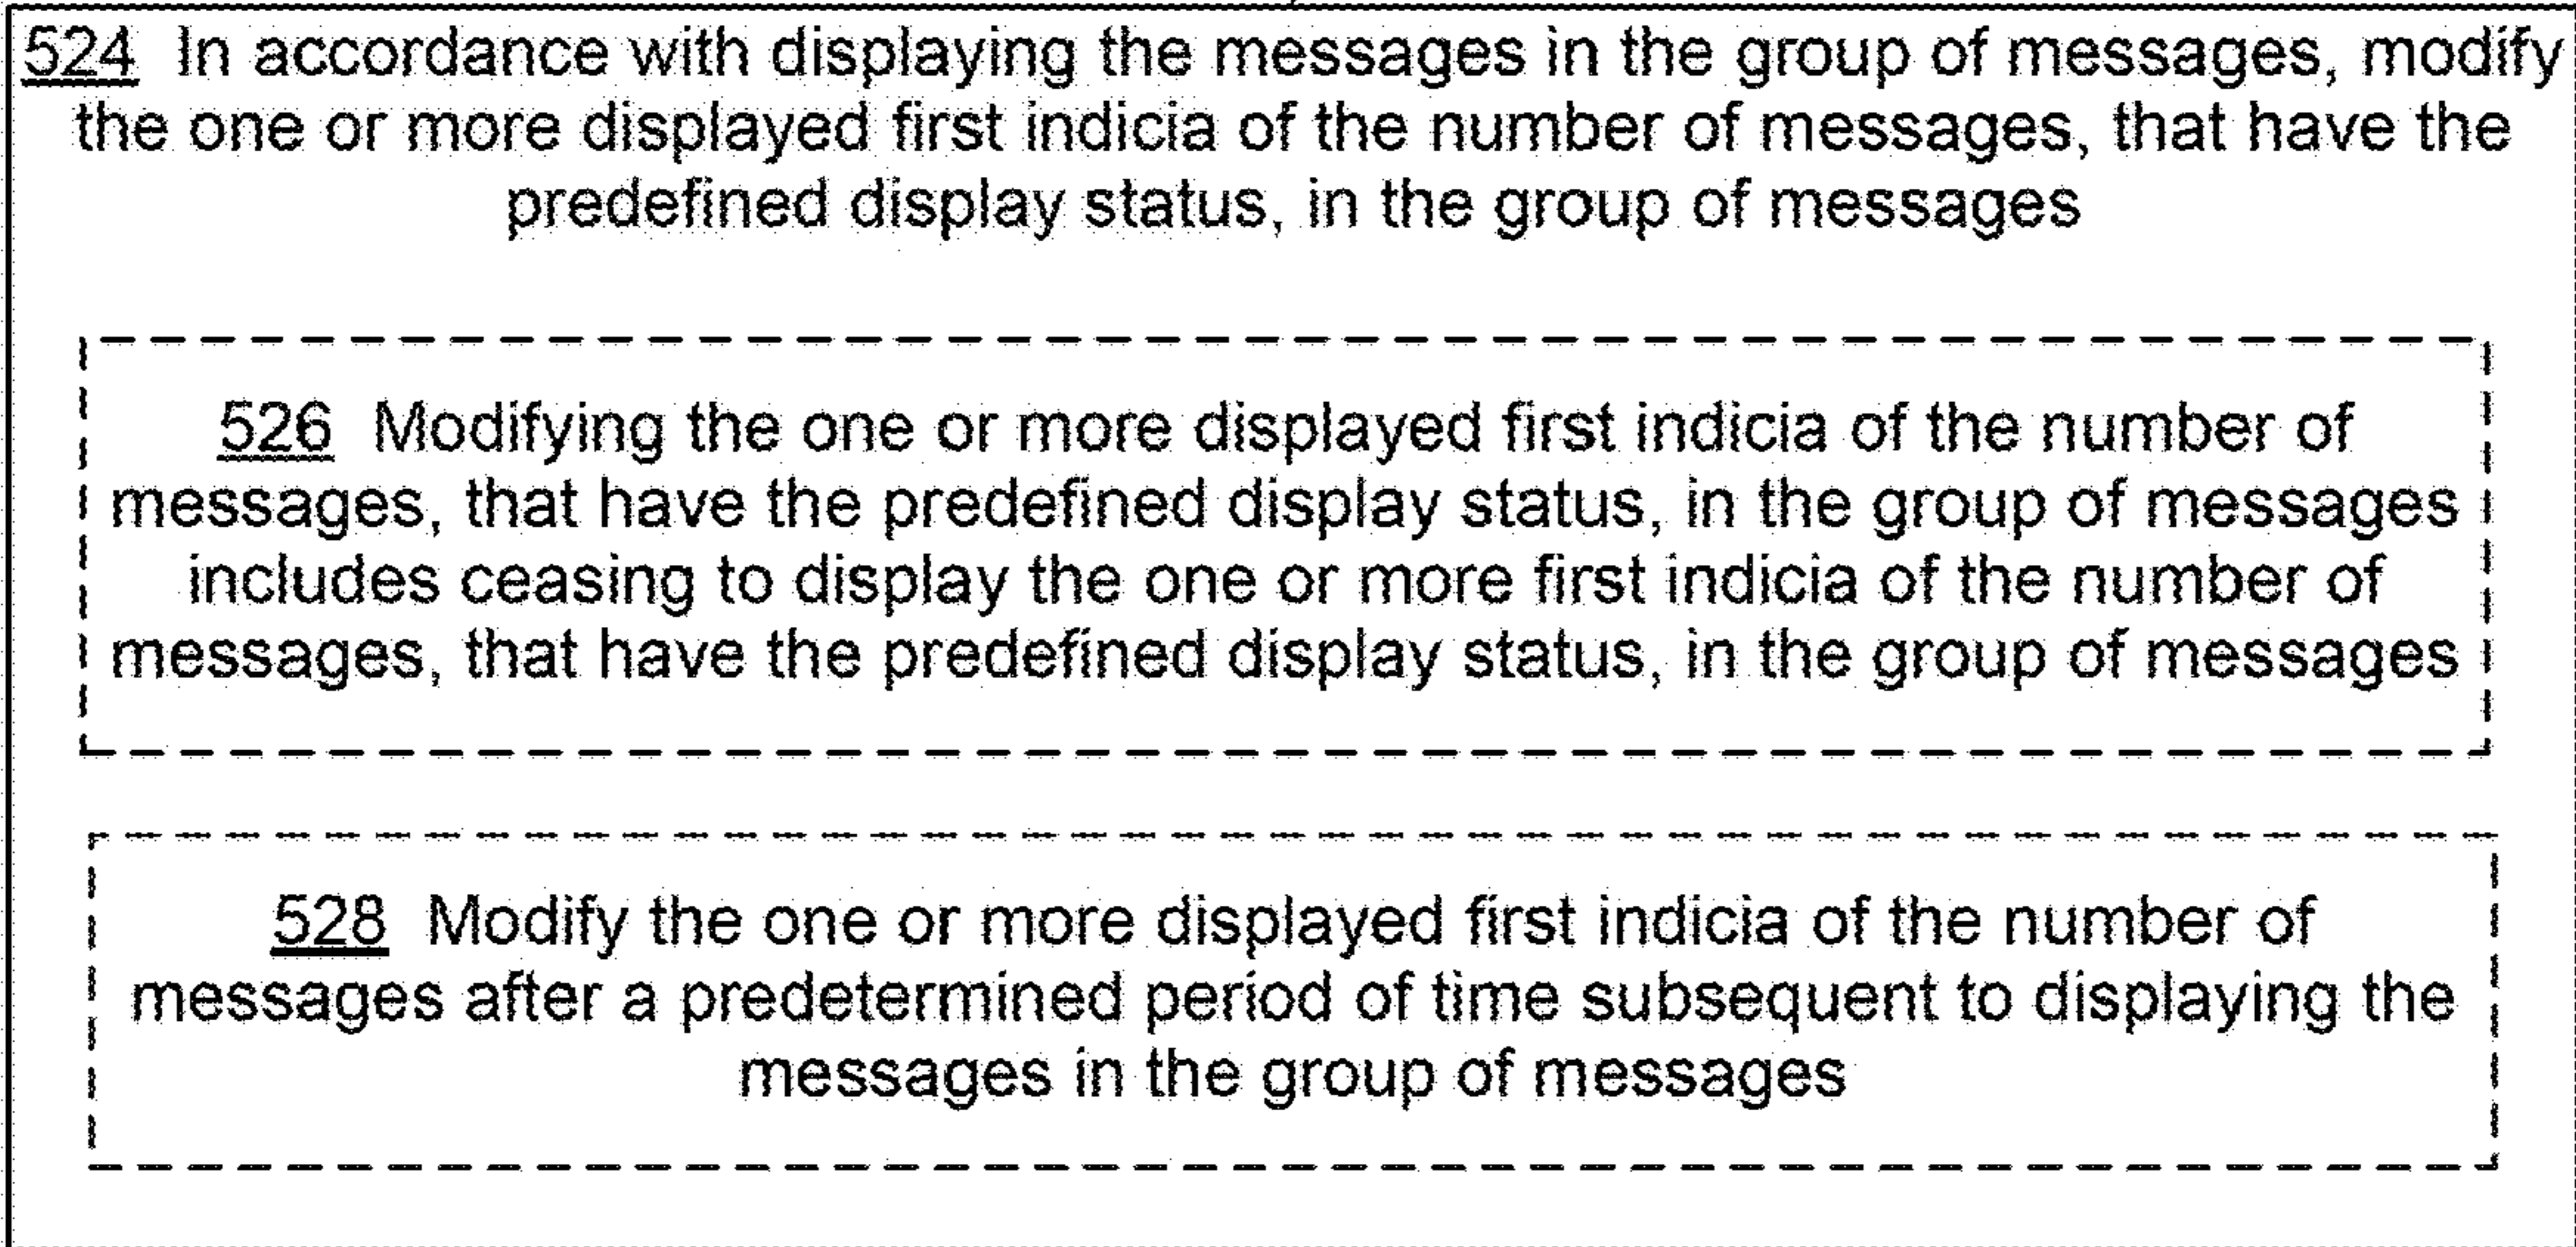 524 In accordance with displaying the messages in the group of messages, modify
the one or more displayed first indicia of the number of messages, that have the
predefined display status, in the group of messages
526 Modifying the one or more displayed first indicia of the number of
messages, that have the predefined display status, in the group of messages
includes ceasing to display the one or more first indicia of the number of
messages, that have the predefined display status, in the group of messages
528 Modify the one or more displayed first indicia of the number of
messages after a predetermined period of time subsequent to displaying the
messages in the group of messages